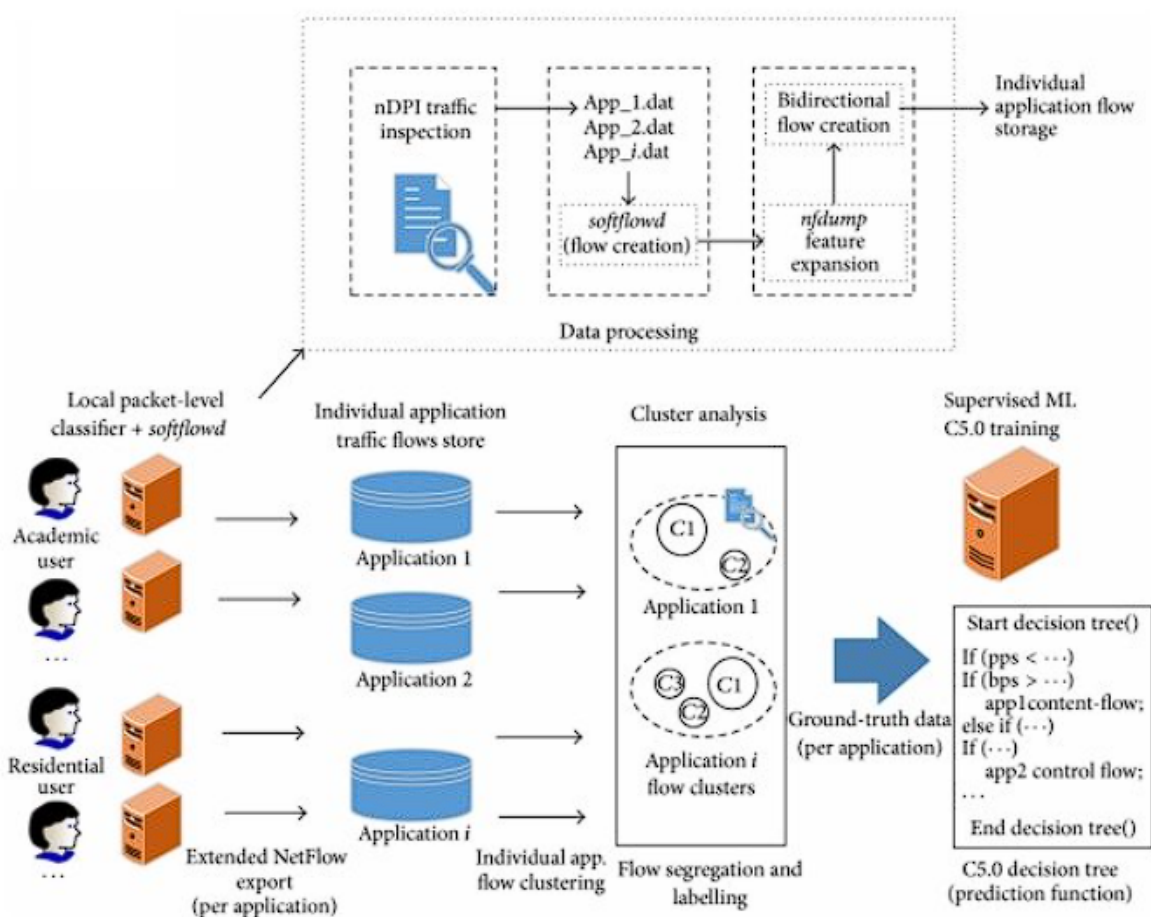 nDPI traffic
inspection
App_1.dat
App_2.dat
App_i.dat
softflowd
(flow creation)
Bidirectional
flow creation
nfdump
feature
expansion
Individual
application flow
storage
Data processing
Local packet-level
classifier + softflowd
Individual application
traffic flows store
Cluster analysis
Supervised ML
C5.0 training
Academic
user
...
Residential
user
...
Application 1
Application 2
Application i
Extended NetFlow
export
(per application)
Individual app.
flow clustering
C1
C2
Application 1
C3
C1
C2
Application i
flow clusters
Flow segregation and
labelling
Ground-truth data
(per application)
Start decision tree()
If (pps < ···)
If (bps > ···)
app1content-flow;
else if (···)
If (···)
app2 control flow;
...
End decision tree()
C5.0 decision tree
(prediction function)